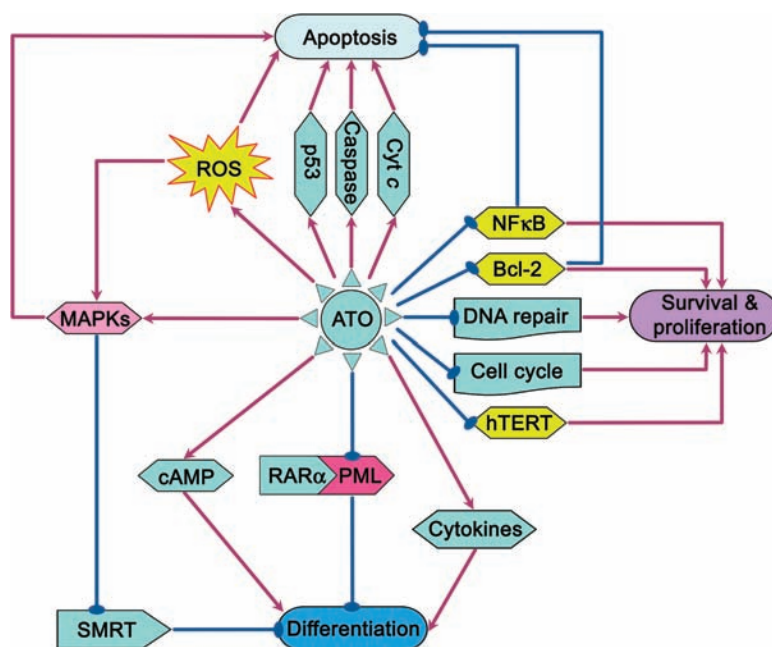 Apoptosis
p53
Caspase
Cyt c
ROS
NFκB
Bcl-2
MAPKs
ATO
DNA repair
Survival &
proliferation
Cell cycle
hTERT
cAMP
RARα
PML
Cytokines
SMRT
Differentiation